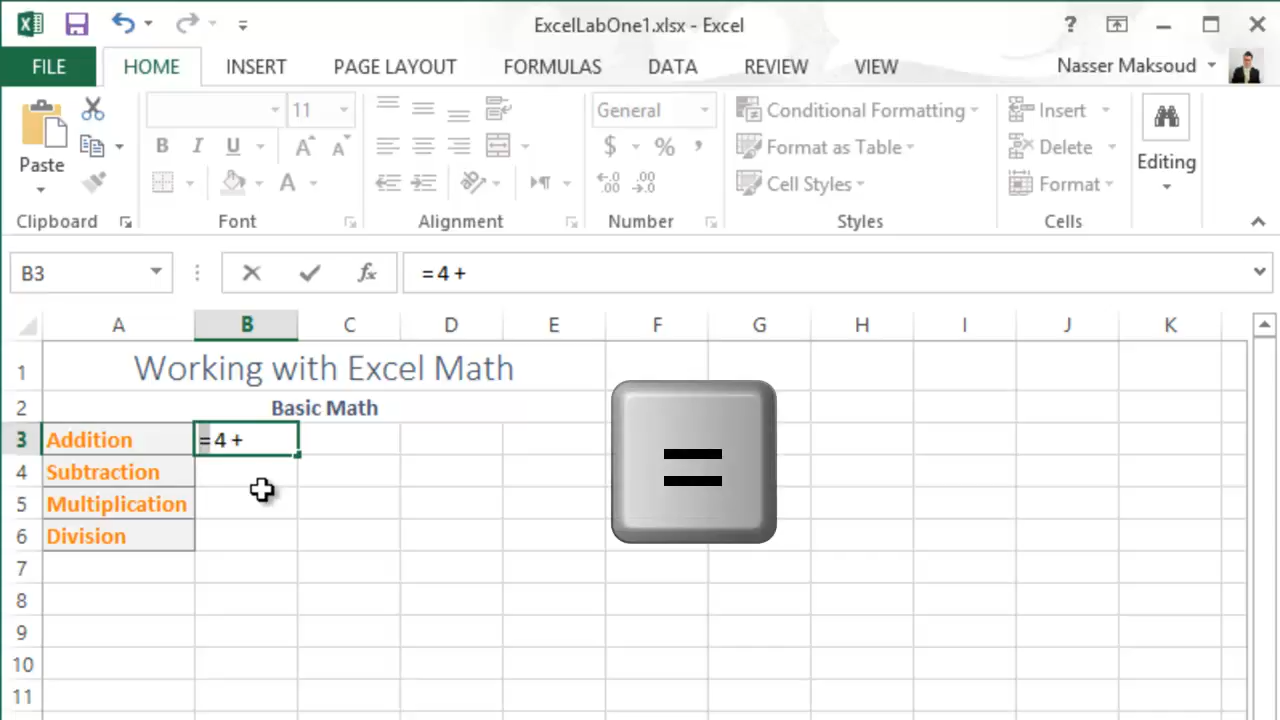 ExcelLabOne1.xlsx - Excel
?
FILE HOME INSERT PAGE LAYOUT FORMULAS DATA REVIEW VIEW Nasser Maksoud
11 General Conditional Formatting Insert
Paste B I U A A $ % , Format as Table Delete Editing
A .00 .00 Cell Styles Format
Clipboard Font Alignment Number Styles Cells
B3 fx =4 +
A B C D E F G H I J K
1 Working with Excel Math
2 Basic Math
3 Addition =4 +
4 Subtraction
5 Multiplication
6 Division
7
8
9
10
11
=